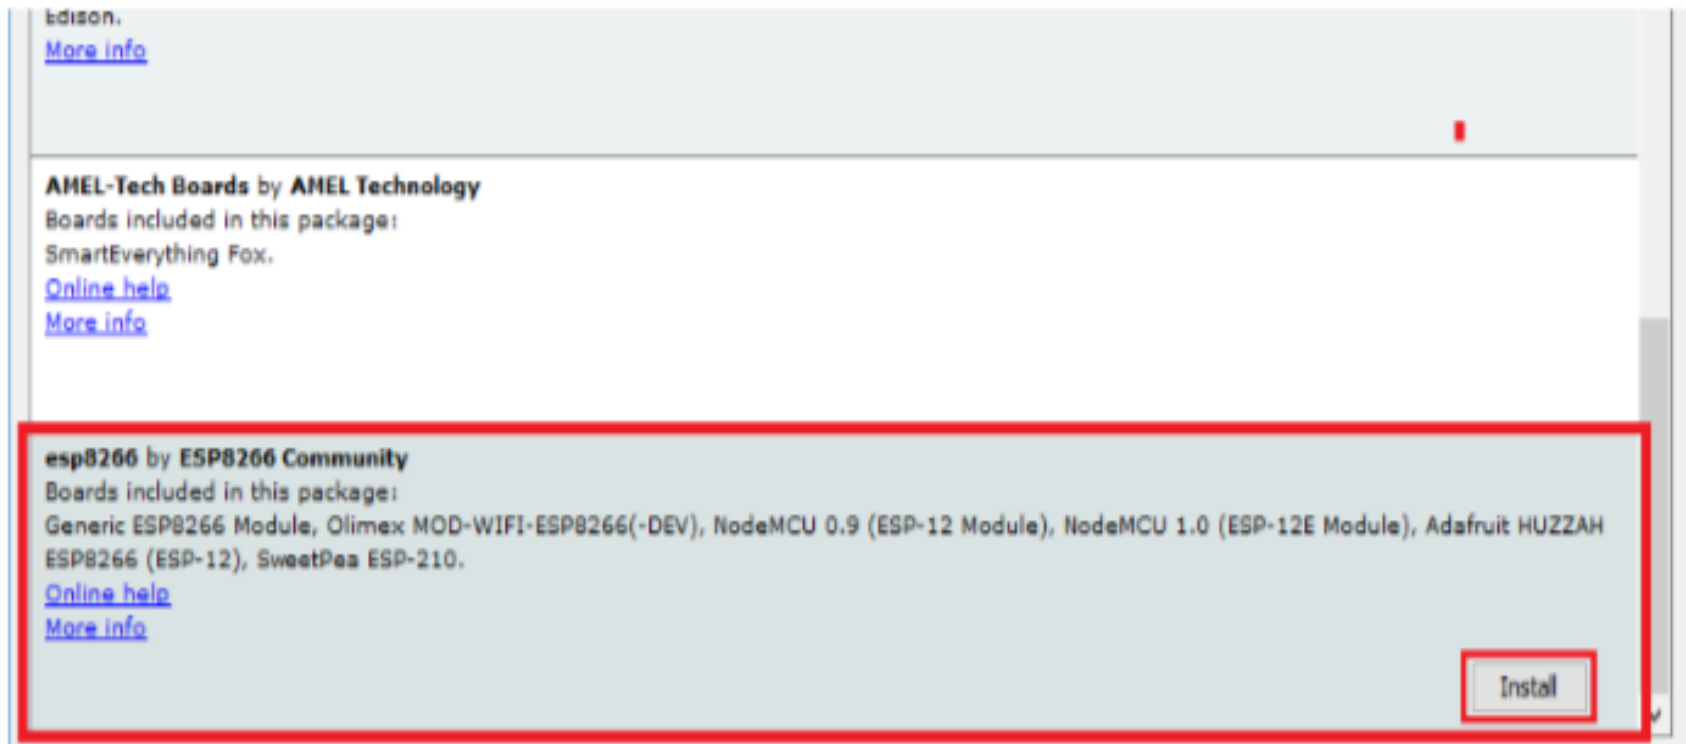 Edison.
More info
AMEL-Tech Boards by AMEL Technology
Boards included in this package:
SmartEverything Fox.
Online help
More info
esp8266 by ESP8266 Community
Boards included in this package:
Generic ESP8266 Module, Olimex MOD-WIFI-ESP8266(-DEV), NodeMCU 0.9 (ESP-12 Module), NodeMCU 1.0 (ESP-12E Module), Adafruit HUZZAH
ESP8266 (ESP-12), SweetPea ESP-210.
Online help
More info
Install